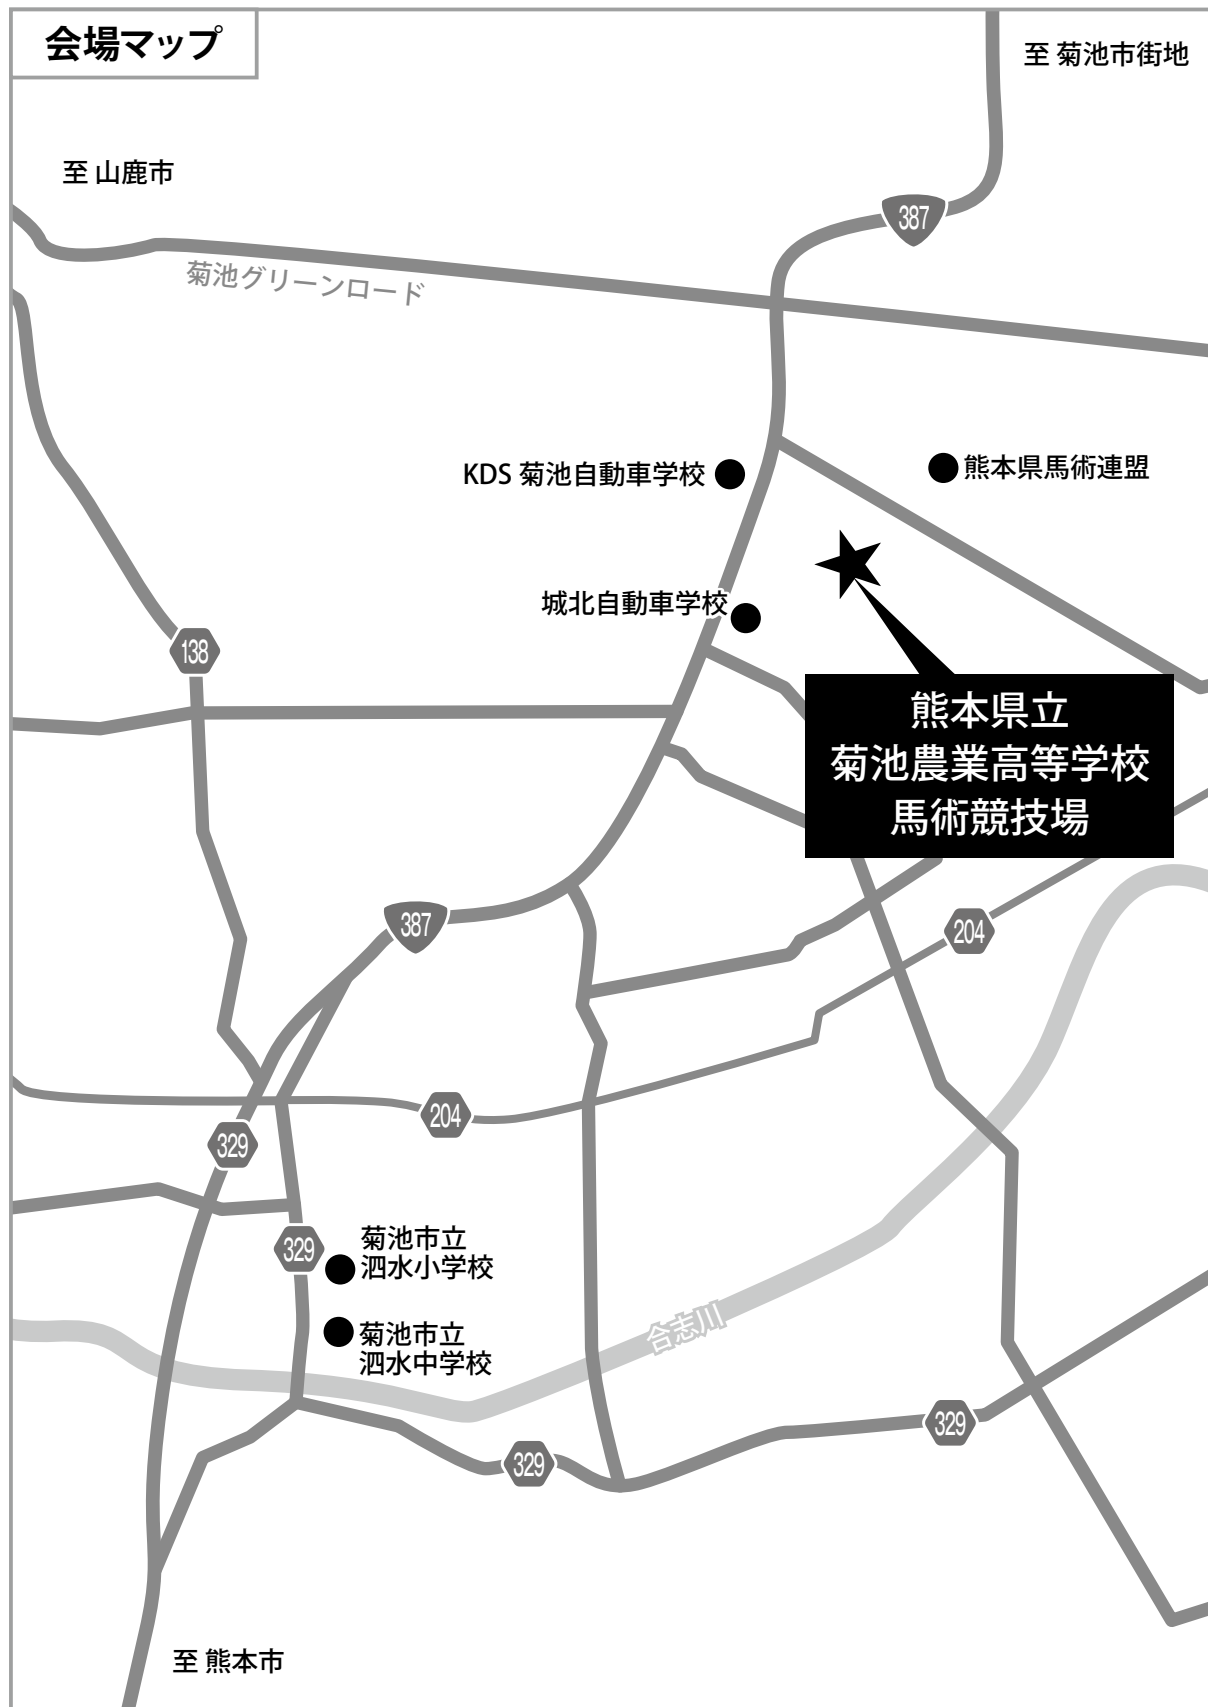 会場マップ
至 菊池市街地
至 山鹿市
387
菊池グリーンロード
KDS 菊池自動車学校
熊本県馬術連盟
城北自動車学校
138
熊本県立
菊池農業高等学校
馬術競技場
387
204
204
329
329
菊池市立
泗水小学校
菊池市立
泗水中学校
合志川
329
329
至 熊本市